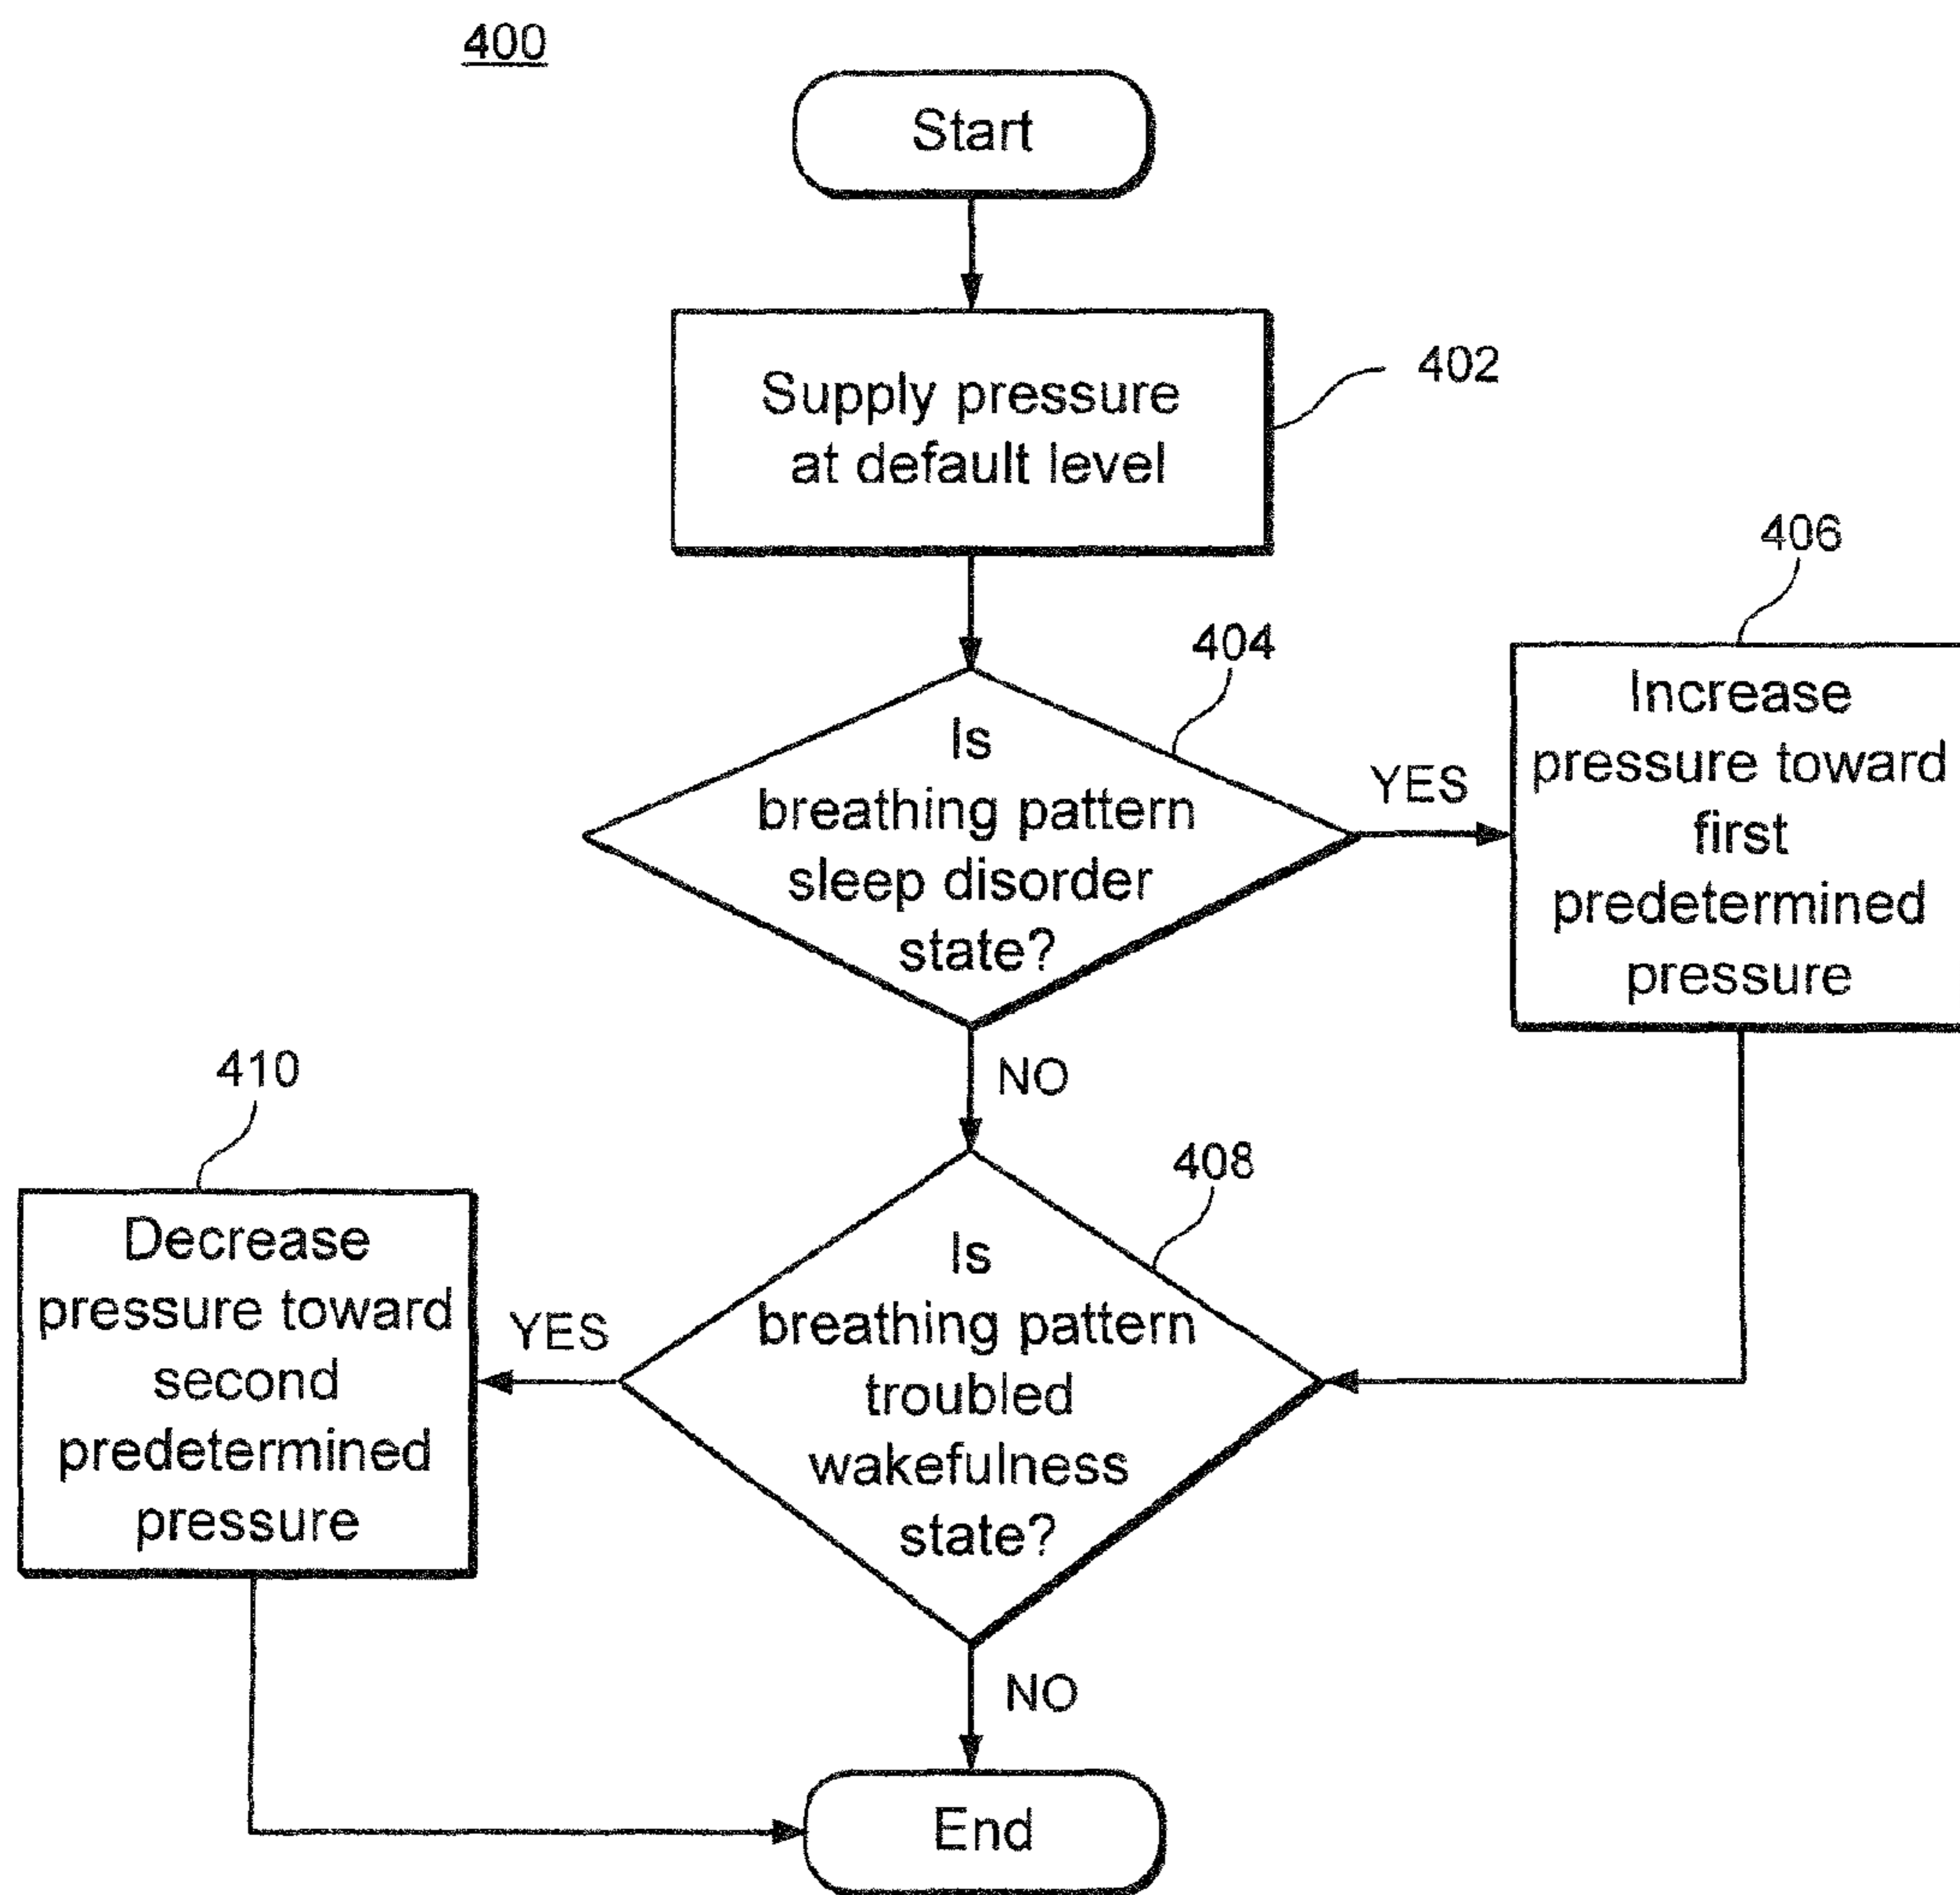 400
Start
Supply pressure
at default level
402
404
Is
breathing pattern
sleep disorder
state?
YES
406
Increase
pressure toward
first
predetermined
pressure
NO
408
Is
breathing pattern
troubled
wakefulness
state?
YES
410
Decrease
pressure toward
second
predetermined
pressure
NO
End